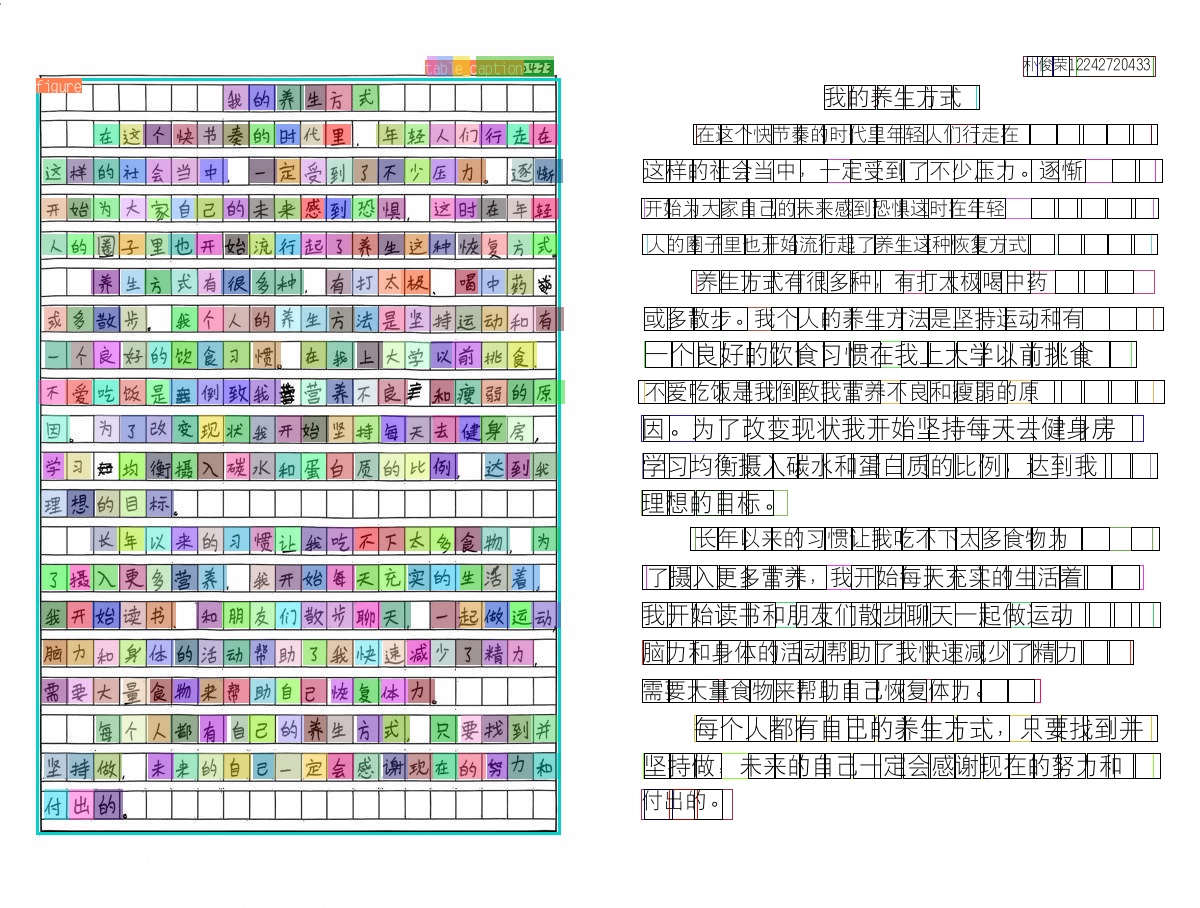 table_caption
figure
我的养生方式
在这个快书奏的时代里,年轻人们行走在
这样的社会当中,一定受到了不少压力。逐惭
开始为大家自己的未来感到恐惧,这时在年轻
人的圈子里也开始流行起了养生这种恢复方式。
养生方式有很多种,有打太极、喝中药
或多散步。我个人的养生方法是坚持运动和有
一个良好的饮食习惯。在我上大学以前挑食
不爱吃饭是 倒致我 营养不良 和瘦弱的原
因。为了改变现状我开始坚持每天去健身房,
学习 均衡摄入碳水和蛋白质的比例,达到我
理想的目标。
长年以来的习惯让我吃不下太多食物,为
了摄入更多营养,我开始每天充实的生活着,
我开始读书、和朋友们散步聊天,一起做运动,
脑力和身体的活动帮助了我快速减少了精力,
需要大量食物来帮助自己恢复体力。
每个人都有自己的养生方式,只要找到并
坚持做,未来的自己一定会感谢现在的努力和
付出的。
朴俊荣12242720433
我的养生方式
在这个快节奏的时代里年轻人们行走在
这样的社会当中，一定受到了不少压力。逐惭
开始为大家自己的未来感到恐惧这时在年轻
人的圈子里也开始流行起了养生这种恢复方式
养生方式有很多种，有打太极喝中药
或多散步。我个人的养生方法是坚持运动和有
一个良好的饮食习惯在我上大学以前挑食
不爱吃饭是我倒致我营养不良和瘦弱的原
因。为了改变现状我开始坚持每天去健身房
学习均衡摄入碳水和蛋白质的比例，达到我
理想的目标。
长年以来的习惯让我吃不下太多食物为
了摄入更多营养，我开始每天充实的生活着
我开始读书和朋友们散步聊天一起做运动
脑力和身体的活动帮助了我快速减少了精力
需要大量食物来帮助自己恢复体力。
每个人都有自己的养生方式，只要找到并
坚持做，未来的自己一定会感谢现在的努力和
付出的。